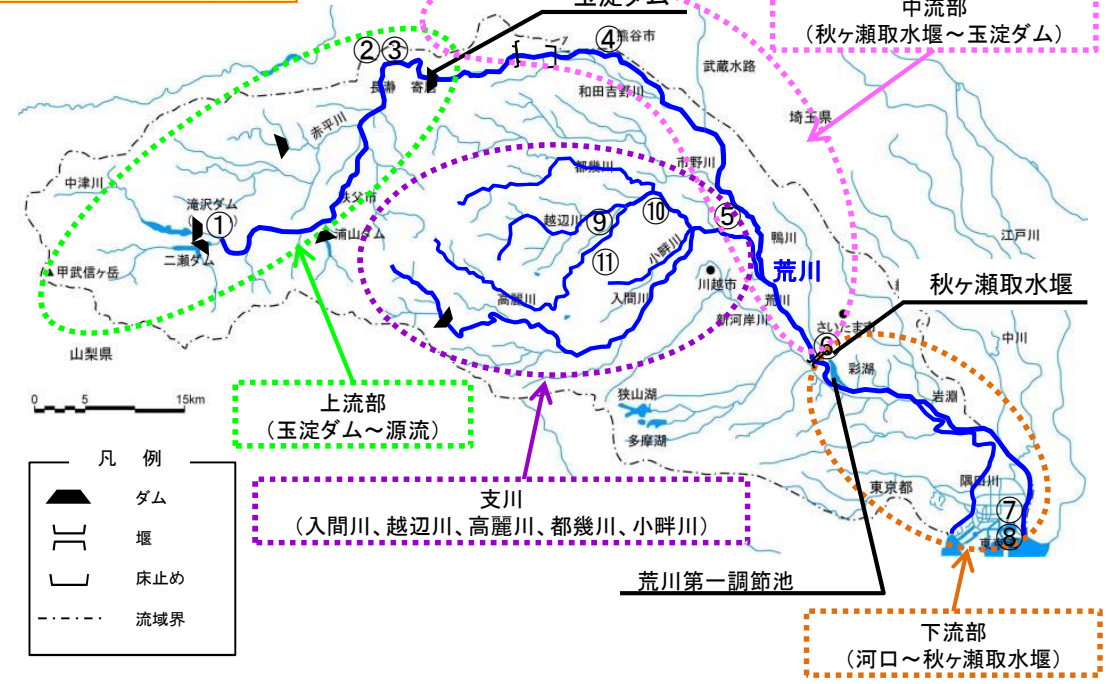 玉淀ダム
中流部
（秋ヶ瀬取水堰～玉淀ダム）
②③
④
熊谷市
武蔵水路
長瀞
寄居
和田吉野川
埼玉県
赤平川
市野川
都幾川
中津川
秩父市
滝沢ダム
①
浦山ダム
越辺川
⑨
⑩
⑤
鴨川
江戸川
二瀬ダム
甲武信ヶ岳
⑪
小畔川
川越市
荒川
秋ヶ瀬取水堰
高麗川
入間川
荒川
新河岸川
さいたま市
⑥
中川
山梨県
彩湖
岩淵
0 5 15km
狭山湖
多摩湖
上流部
（玉淀ダム～源流）
凡 例
ダム
堰
床止め
流域界
支川
（入間川、越辺川、高麗川、都幾川、小畔川）
東京都
隅田川
⑦
⑧
荒川第一調節池
下流部
（河口～秋ヶ瀬取水堰）